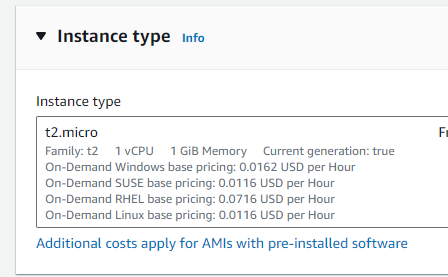 Instance type Info
Instance type
t2.micro
Family: t2 1 vCPU 1 GiB Memory Current generation: true
On-Demand Windows base pricing: 0.0162 USD per Hour
On-Demand SUSE base pricing: 0.0116 USD per Hour
On-Demand RHEL base pricing: 0.0716 USD per Hour
On-Demand Linux base pricing: 0.0116 USD per Hour
Additional costs apply for AMIs with pre-installed software